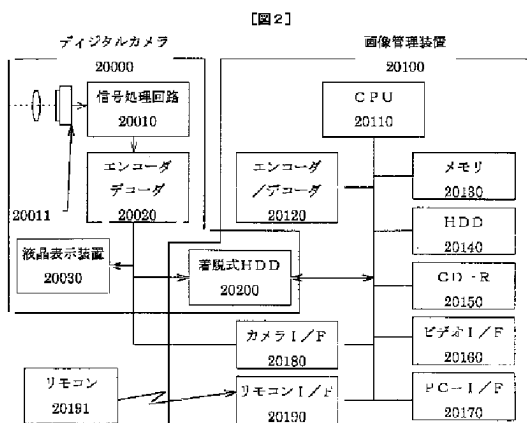 [図2]
ディジタルカメラ
20000
信号処理回路
20010
エンコーダ
デコーダ
20020
20011
液晶表示装置
20030
画像管理装置
20100
CPU
20110
エンコーダ
/デコーダ
20120
メモリ
20130
HDD
20140
着脱式HDD
20200
CD-R
20150
カメラI/F
20180
ビデオI/F
20160
リモコン
20191
リモコンI/F
20190
PC-I/F
20170